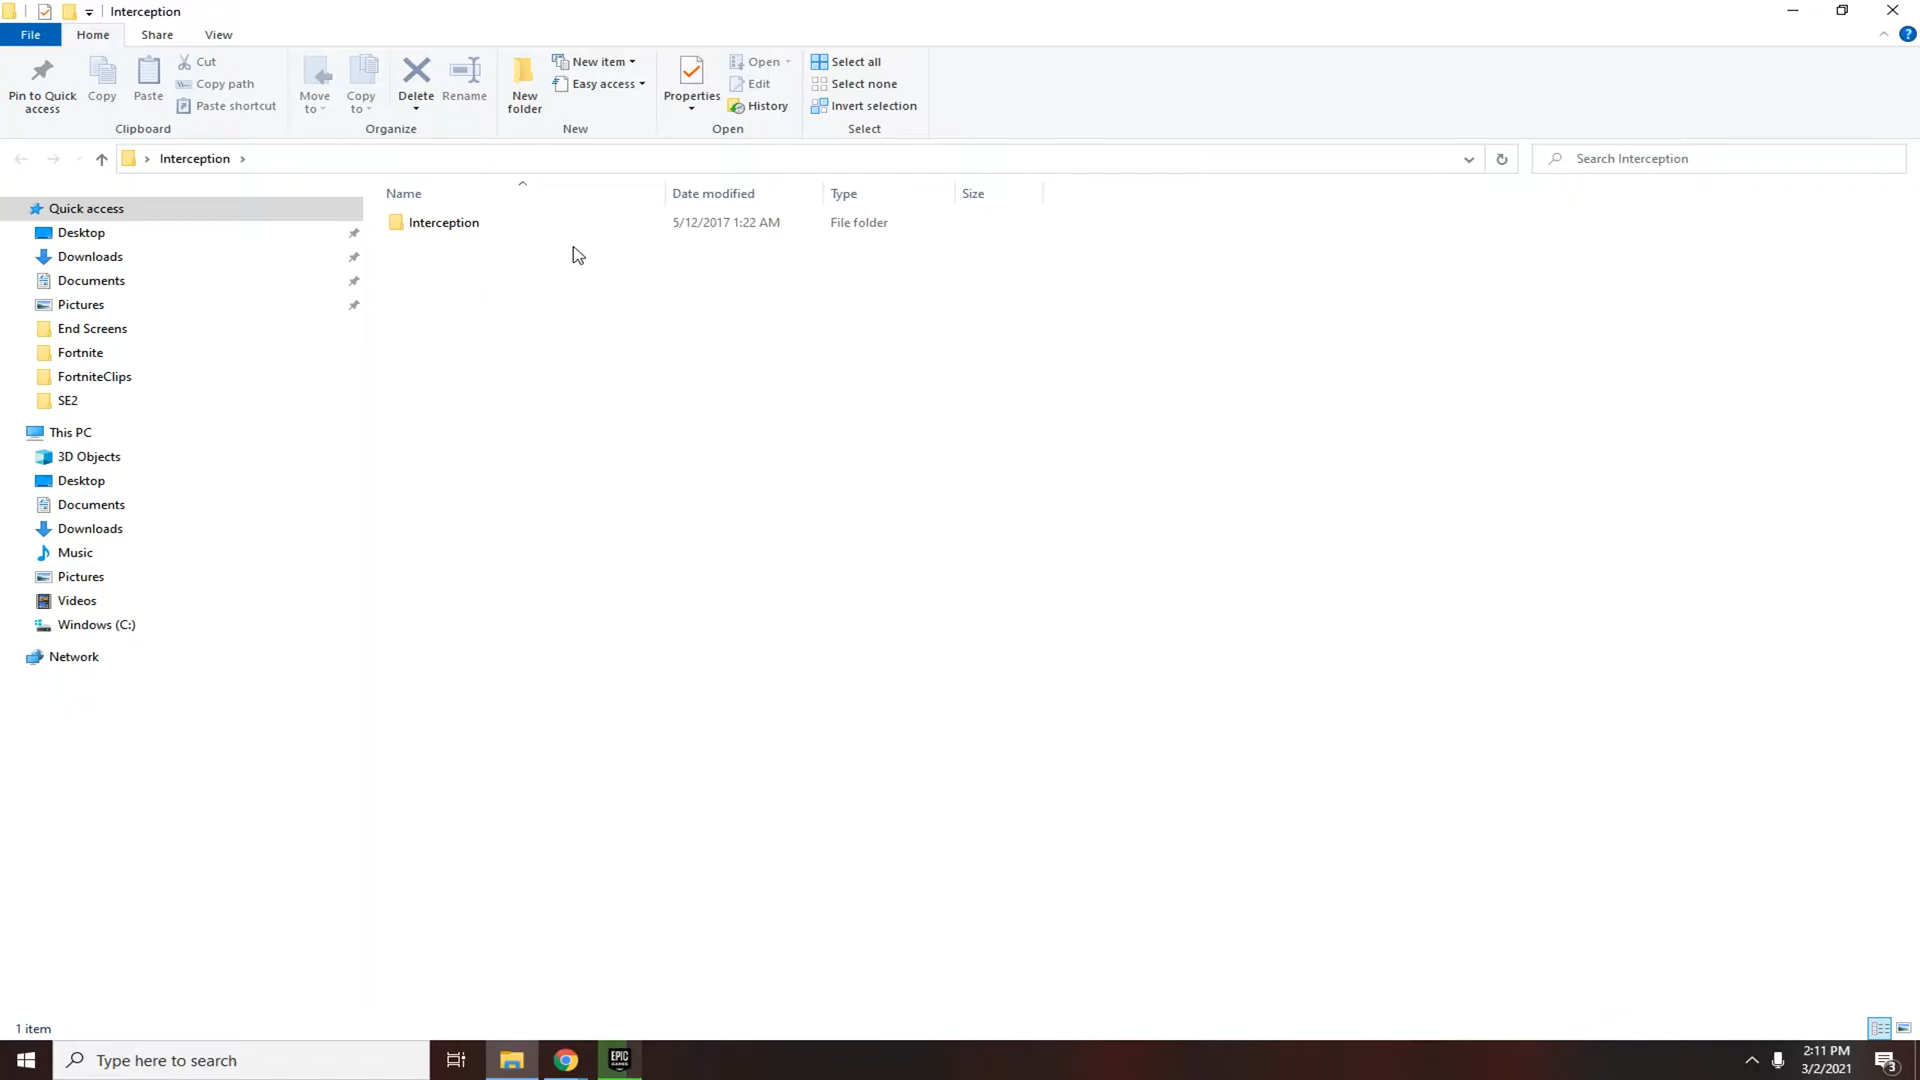 Interception
File Home Share View
Pin to Quick access
Copy
Paste
Cut
Copy path
Paste shortcut
Clipboard
Move to
Copy to
Delete
Rename
Organize
New folder
New item
Easy access
New
Properties
Open
Edit
History
Open
Select all
Select none
Invert selection
Select
Interception
Search Interception
Name Date modified Type Size
Interception 5/12/2017 1:22 AM File folder
Quick access
Desktop
Downloads
Documents
Pictures
End Screens
Fortnite
FortniteClips
SE2
This PC
3D Objects
Desktop
Documents
Downloads
Music
Pictures
Videos
Windows (C:)
Network
1 item
Type here to search
EPIC
GAMES
2:11 PM
3/2/2021
3